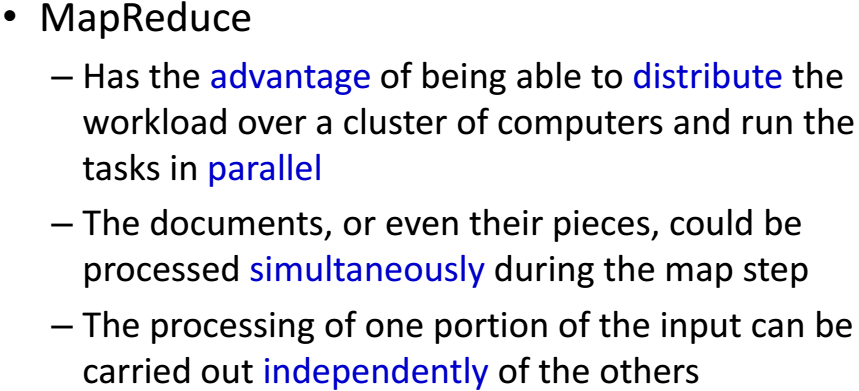 • MapReduce
– Has the advantage of being able to distribute the
workload over a cluster of computers and run the
tasks in parallel
– The documents, or even their pieces, could be
processed simultaneously during the map step
– The processing of one portion of the input can be
carried out independently of the others